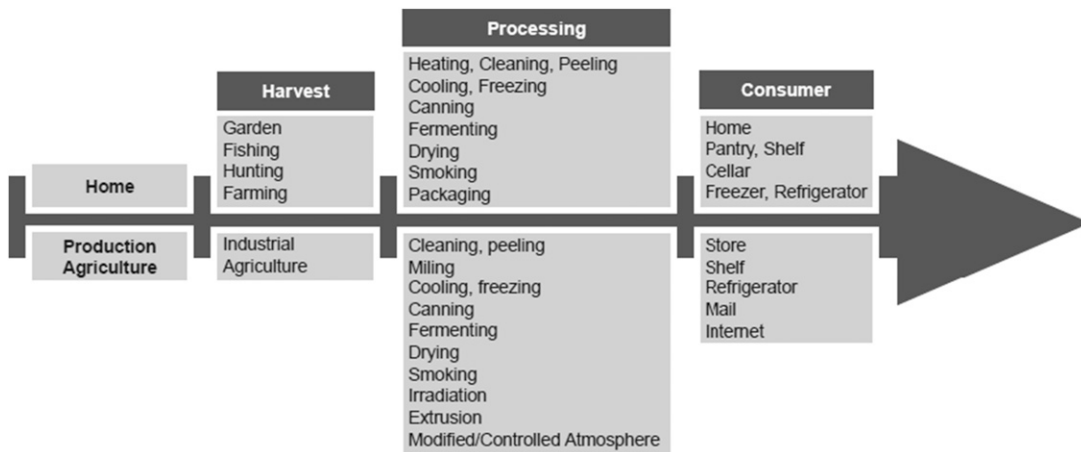 Processing
Heating, Cleaning, Peeling
Cooling, Freezing
Canning
Fermenting
Drying
Smoking
Packaging
Harvest
Garden
Fishing
Hunting
Farming
Consumer
Home
Pantry, Shelf
Cellar
Freezer, Refrigerator
Home
Production
Agriculture
Industrial
Agriculture
Cleaning, peeling
Miling
Cooling, freezing
Canning
Fermenting
Drying
Smoking
Irradiation
Extrusion
Modified/Controlled Atmosphere
Store
Shelf
Refrigerator
Mail
Internet